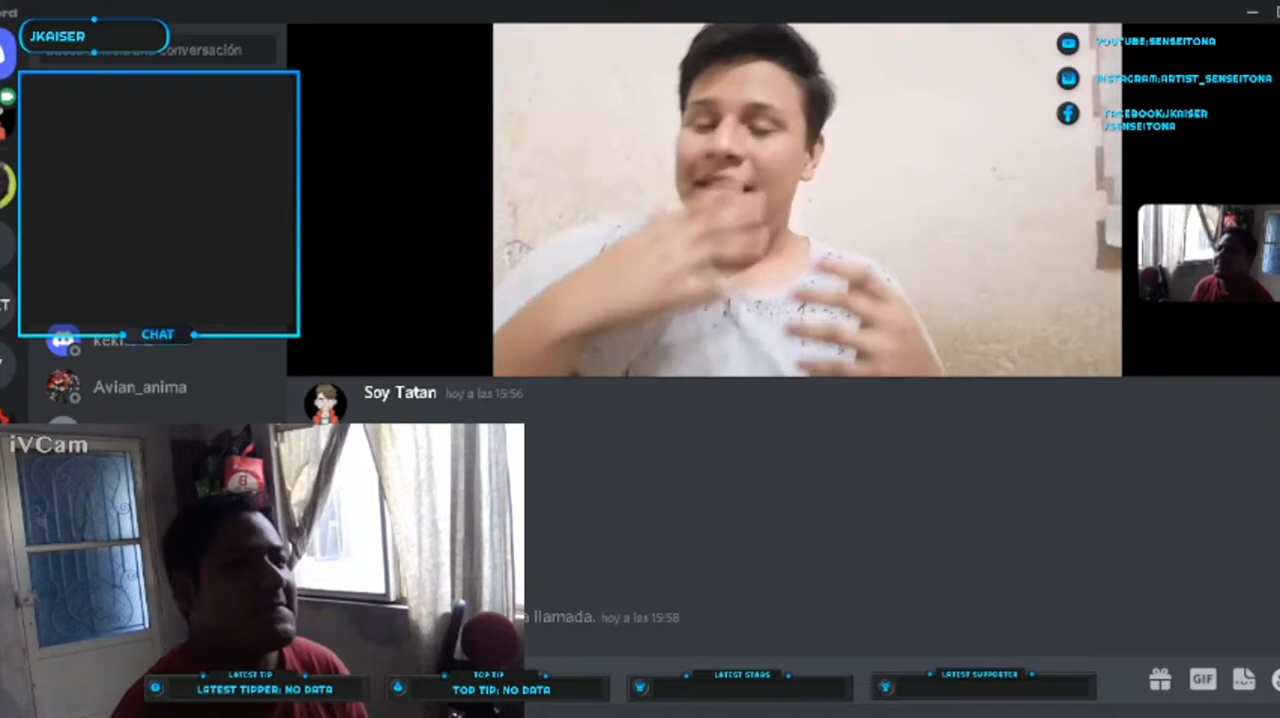 JKAISER
conversación
YOUTUBE:SENSEITONA
INSTAGRAM:ARTIST_SENSEITONA
FACEBOOK:JKAISER
/SENSEITONA
CHAT
Avian_anima
Soy Tatan hoy a las 15:56
iVCam
llamada. hoy a las 15:58
LATEST TIP
LATEST TIPPER: NO DATA
TOP TIP
TOP TIP: NO DATA
LATEST STARS
LATEST SUPPORTER
GIF